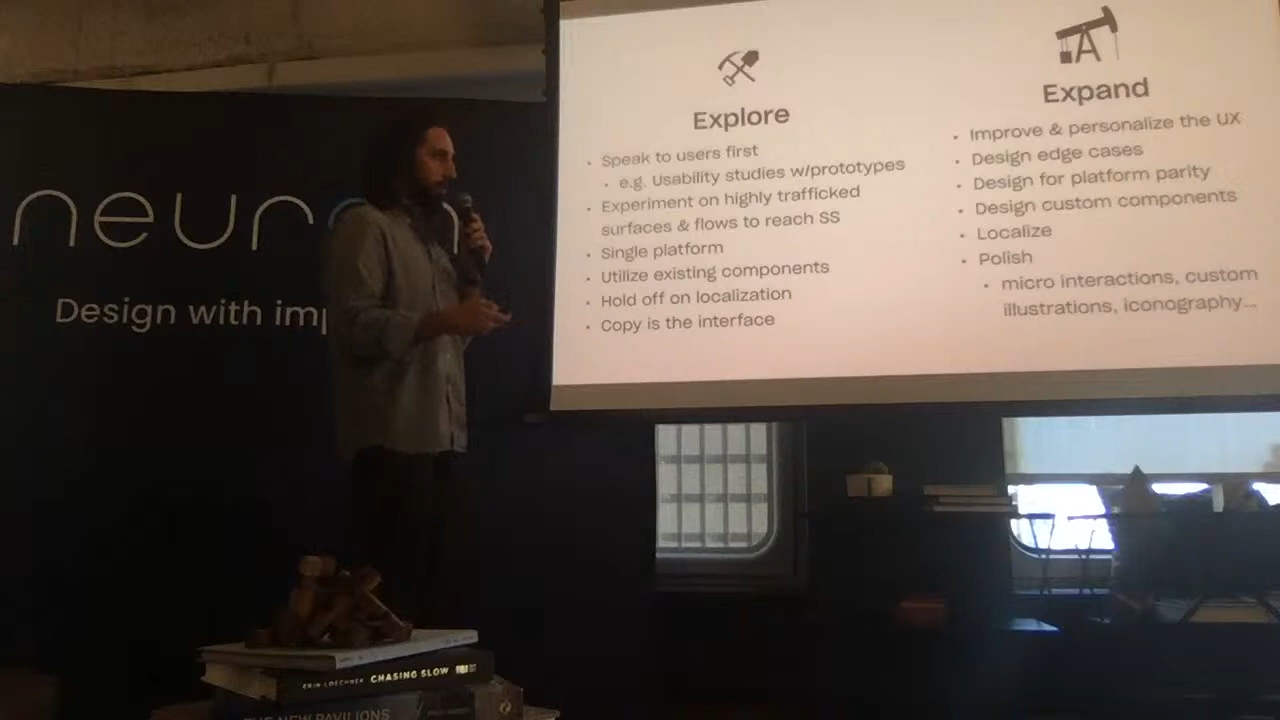 neur n
Design with imp
Explore
• Speak to users first
• e.g. Usability studies w/prototypes
• Experiment on highly trafficked
surfaces & flows to reach SS
• Single platform
• Utilize existing components
• Hold off on localization
• Copy is the interface
Expand
• Improve & personalize the UX
• Design edge cases
• Design for platform parity
• Design custom components
• Localize
• Polish
• micro interactions, custom
illustrations, iconography...
ERIN LOECHNER CHASING SLOW
THE NEW PAVILIONS